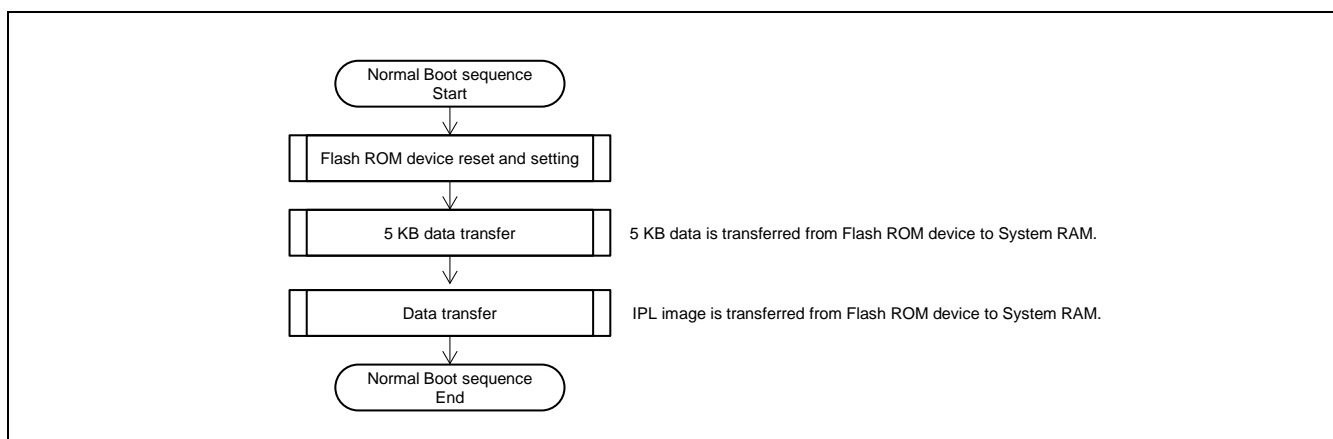 Normal Boot sequence
Start
Flash ROM device reset and setting
5 KB data transfer
5 KB data is transferred from Flash ROM device to System RAM.
Data transfer
IPL image is transferred from Flash ROM device to System RAM.
Normal Boot sequence
End